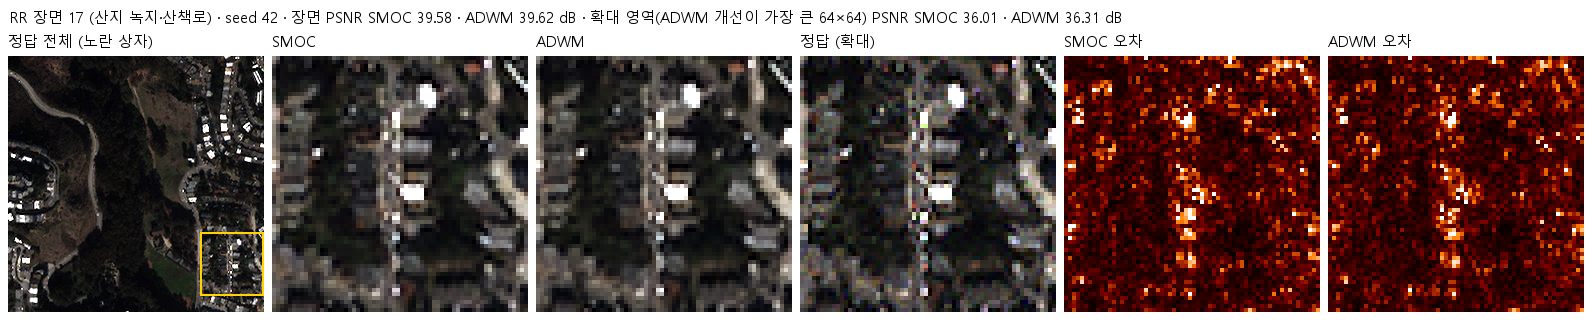 RR 장면 17 (산지 녹지·산책로) · seed 42 · 장면 PSNR SMOC 39.58 · ADWM 39.62 dB · 확대 영역(ADWM 개선이 가장 큰 64×64) PSNR SMOC 36.01 · ADWM 36.31 dB
정답 전체 (노란 상자) SMOC ADWM 정답 (확대) SMOC 오차 ADWM 오차